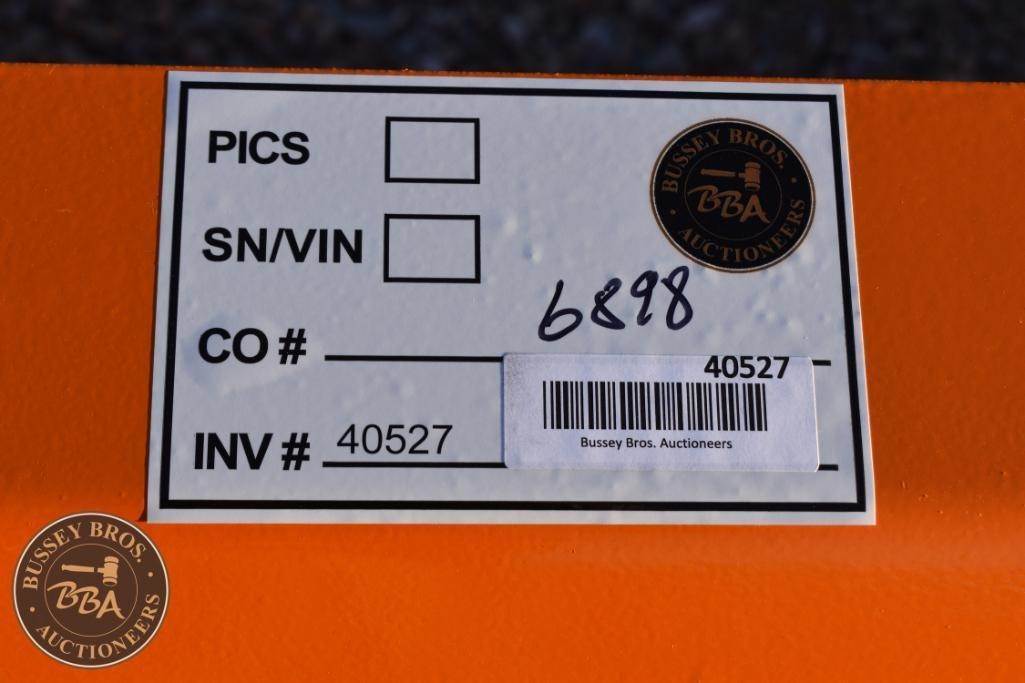 PICS
BUSSEY BROS.
BBA
AUCTIONEERS
SN/VIN
6898
CO #
40527
Bussey Bros. Auctioneers
INV # 40527
BUSSEY BROS.
BBA
AUCTIONEERS